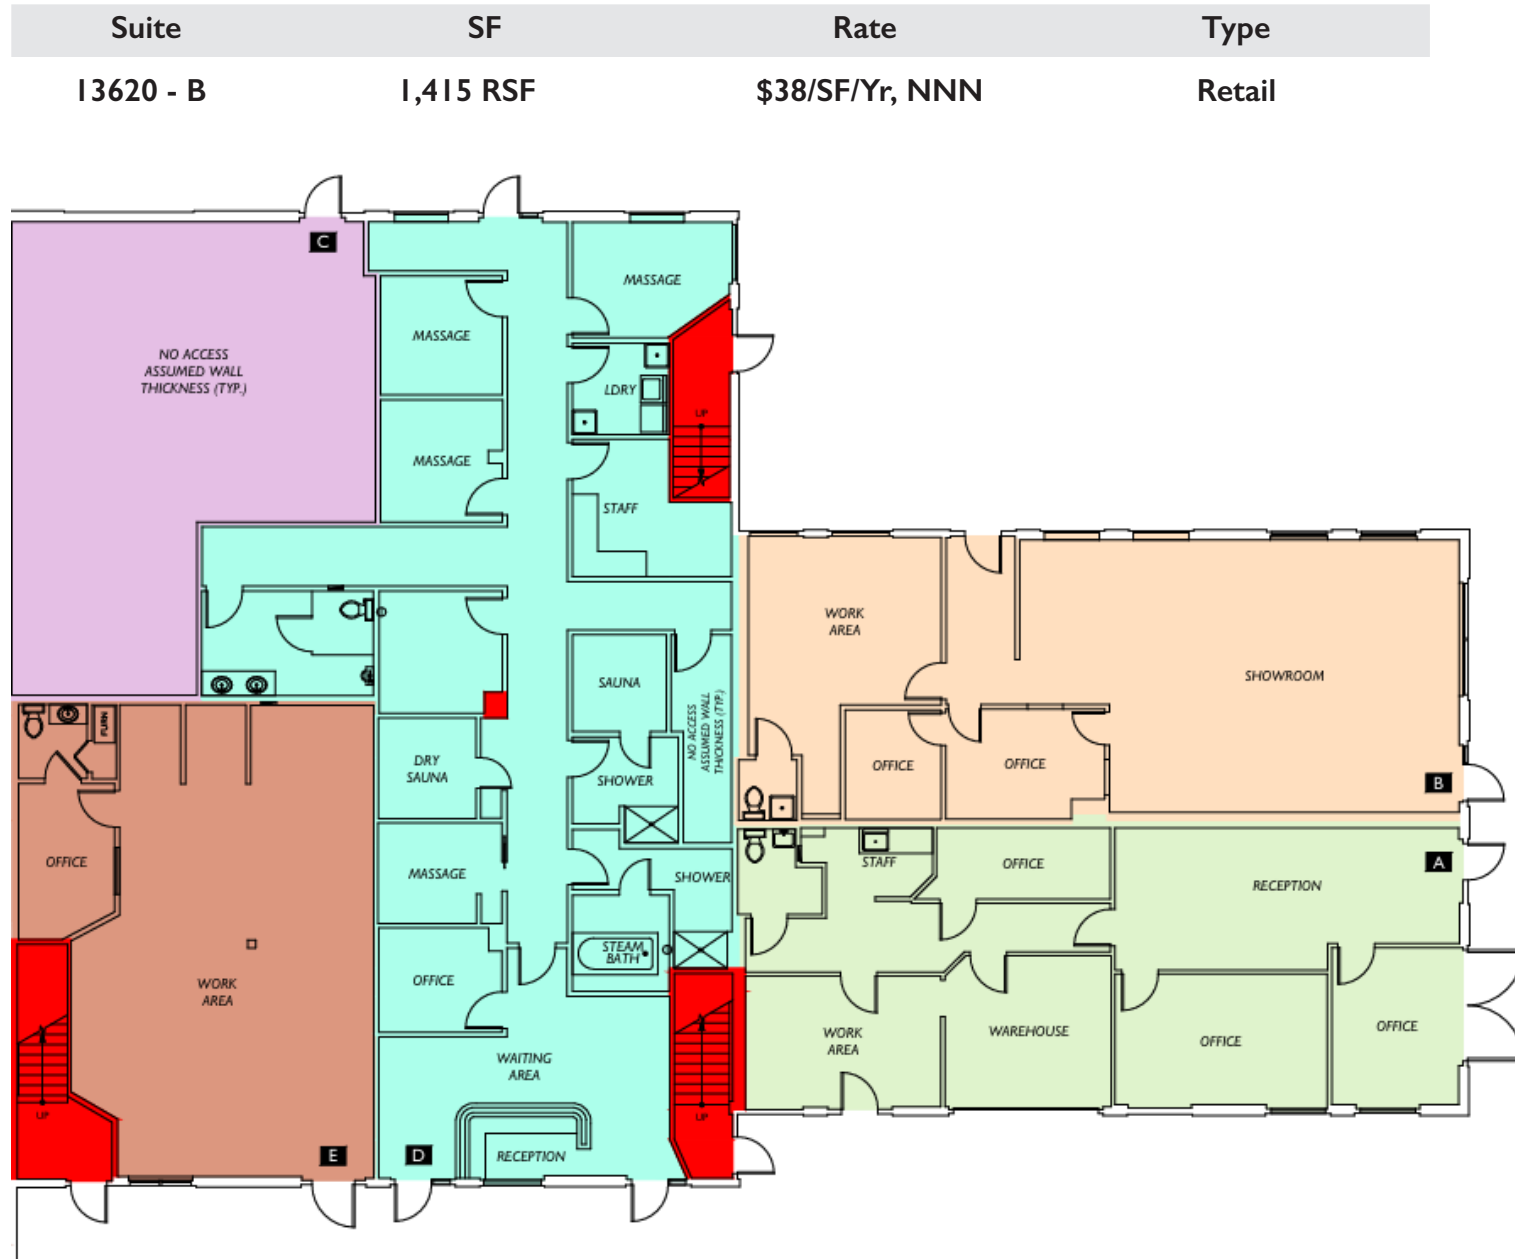 Suite SF Rate Type
13620 - B 1,415 RSF $38/SF/Yr, NNN Retail
C
MASSAGE
MASSAGE
NO ACCESS
ASSUMED WALL
THICKNESS (TYP.)
LDRY
UP
MASSAGE
STAFF
WORK
AREA
SAUNA
SHOWROOM
NO ACCESS
ASSUMED WALL
THICKNESS (TYP.)
FURN
DRY
SAUNA
SHOWER
OFFICE
OFFICE
B
OFFICE
MASSAGE
SHOWER
STAFF
OFFICE
A
RECEPTION
STEAM
BATH
OFFICE
WORK
AREA
WORK
AREA
WAREHOUSE
OFFICE
OFFICE
WAITING
AREA
UP
UP
E
D
RECEPTION